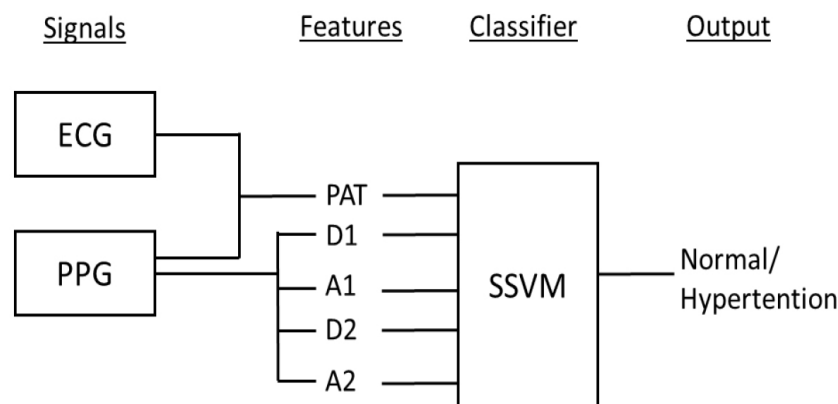 Signals
Features
Classifier
Output
ECG
PPG
PAT
D1
A1
D2
A2
SSVM
Normal/
Hypertention